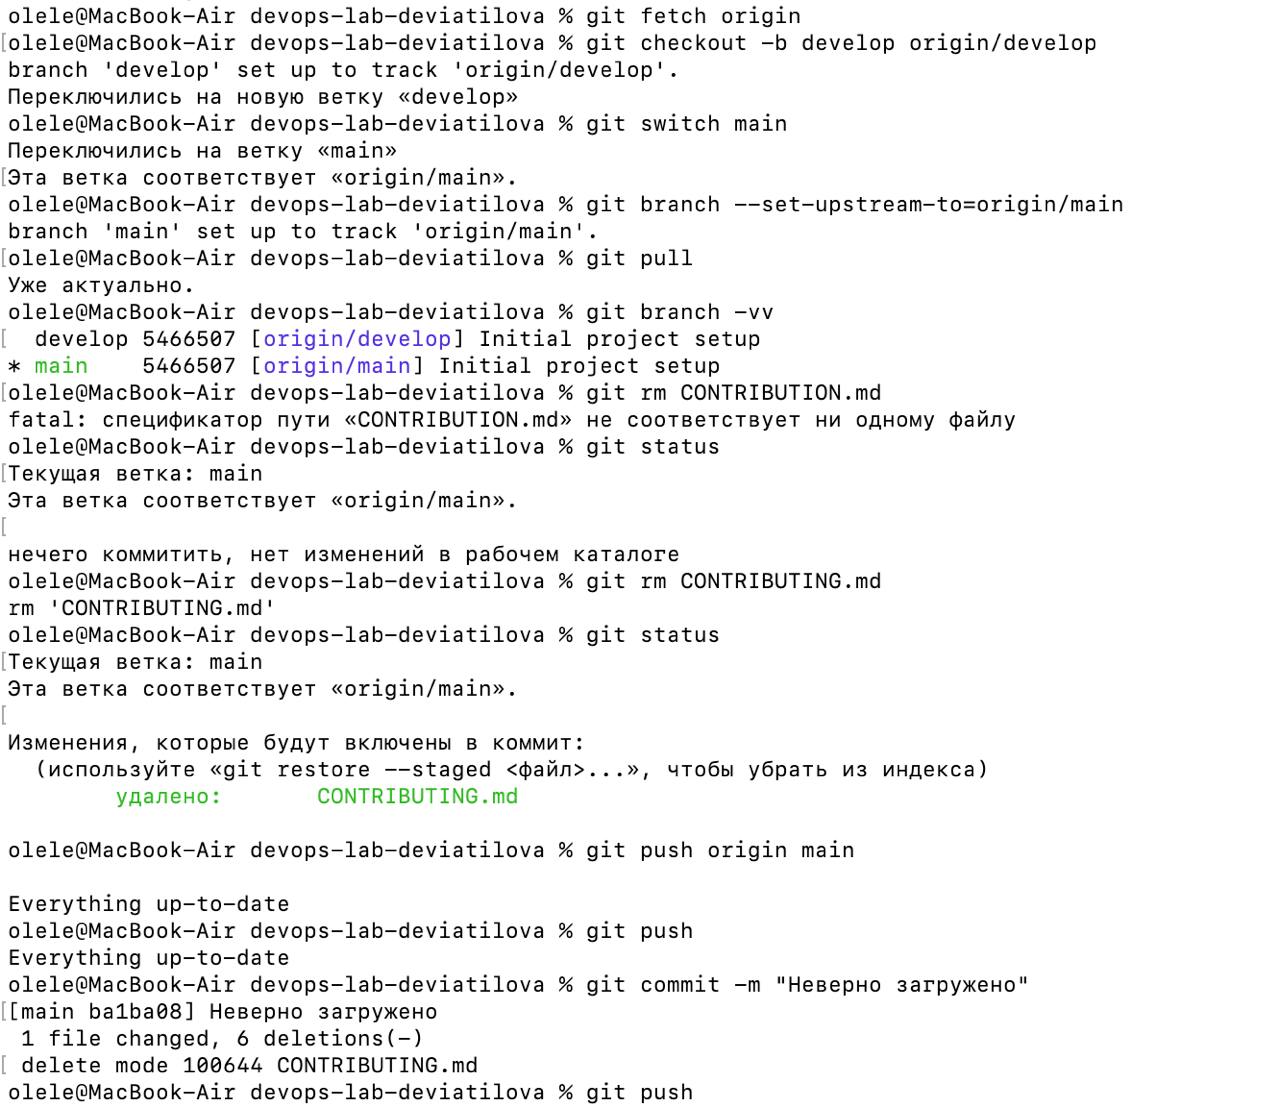 olele@MacBook-Air devops-lab-deviatilova % git fetch origin
[olele@MacBook-Air devops-lab-deviatilova % git checkout -b develop origin/develop
branch 'develop' set up to track 'origin/develop'.
Переключились на новую ветку «develop»
olele@MacBook-Air devops-lab-deviatilova % git switch main
Переключились на ветку «main»
[Эта ветка соответствует «origin/main».
olele@MacBook-Air devops-lab-deviatilova % git branch --set-upstream-to=origin/main
branch 'main' set up to track 'origin/main'.
[olele@MacBook-Air devops-lab-deviatilova % git pull
Уже актуально.
olele@MacBook-Air devops-lab-deviatilova % git branch -vv
[  develop 5466507 [origin/develop] Initial project setup
* main    5466507 [origin/main] Initial project setup
[olele@MacBook-Air devops-lab-deviatilova % git rm CONTRIBUTION.md
fatal: спецификатор пути «CONTRIBUTION.md» не соответствует ни одному файлу
olele@MacBook-Air devops-lab-deviatilova % git status
[Текущая ветка: main
Эта ветка соответствует «origin/main».
[
нечего коммитить, нет изменений в рабочем каталоге
olele@MacBook-Air devops-lab-deviatilova % git rm CONTRIBUTING.md
rm 'CONTRIBUTING.md'
olele@MacBook-Air devops-lab-deviatilova % git status
[Текущая ветка: main
Эта ветка соответствует «origin/main».
[
Изменения, которые будут включены в коммит:
  (используйте «git restore --staged <файл>...», чтобы убрать из индекса)
        удалено:       CONTRIBUTING.md
olele@MacBook-Air devops-lab-deviatilova % git push origin main
Everything up-to-date
olele@MacBook-Air devops-lab-deviatilova % git push
Everything up-to-date
olele@MacBook-Air devops-lab-deviatilova % git commit -m "Неверно загружено"
[[main ba1ba08] Неверно загружено
 1 file changed, 6 deletions(-)
[ delete mode 100644 CONTRIBUTING.md
olele@MacBook-Air devops-lab-deviatilova % git push